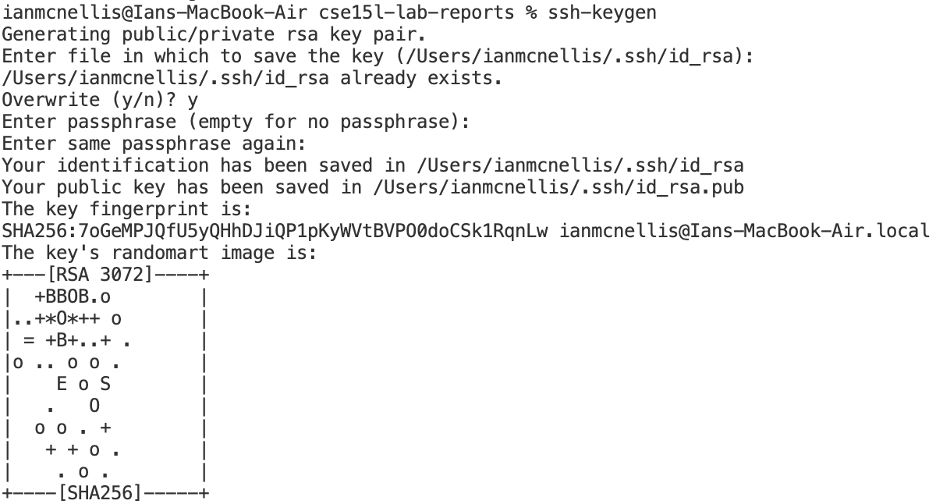 ianmcnellis@Ians-MacBook-Air cse15l-lab-reports % ssh-keygen
Generating public/private rsa key pair.
Enter file in which to save the key (/Users/ianmcnellis/.ssh/id_rsa):
/Users/ianmcnellis/.ssh/id_rsa already exists.
Overwrite (y/n)? y
Enter passphrase (empty for no passphrase):
Enter same passphrase again:
Your identification has been saved in /Users/ianmcnellis/.ssh/id_rsa
Your public key has been saved in /Users/ianmcnellis/.ssh/id_rsa.pub
The key fingerprint is:
SHA256:7oGeMPJQfU5yQHhDJiQP1pKyWVtBVPO0doCSk1RqnLw ianmcnellis@Ians-MacBook-Air.local
The key's randomart image is:
+---[RSA 3072]----+
|  +BBOB.o        |
|..+*O*++ o       |
| = +B+..+ .      |
|o .. o o .       |
|    E o S        |
|   .   O         |
|  o o . +        |
|   + + o .       |
|    . o .        |
+----[SHA256]-----+